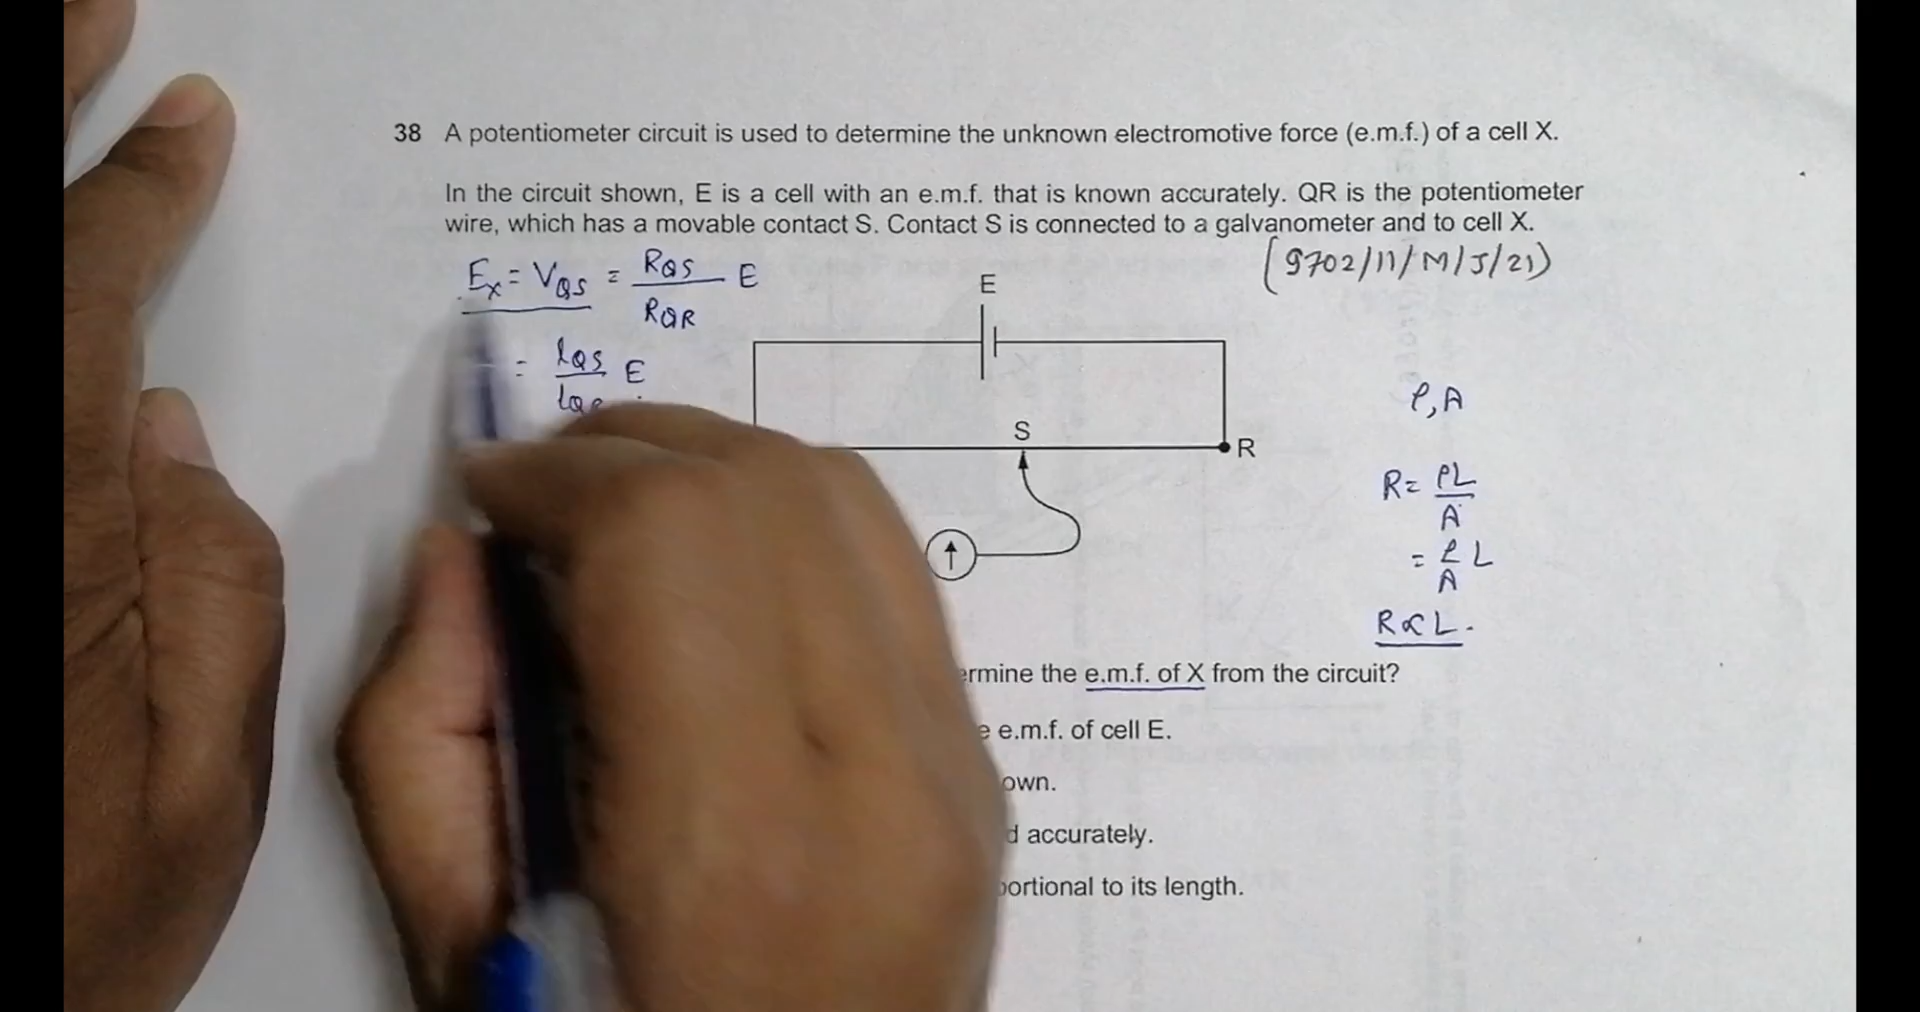 38 A potentiometer circuit is used to determine the unknown electromotive force (e.m.f.) of a cell X.
In the circuit shown, E is a cell with an e.m.f. that is known accurately. QR is the potentiometer
wire, which has a movable contact S. Contact S is connected to a galvanometer and to cell X.
(9702/11/M/J/21)
Ex = VQS = RQS / RQR E
= lQS E
E
S
R
ρ, A
R = ρL / A
= ρ / A L
R ∝ L.
ermine the e.m.f. of X from the circuit?
e e.m.f. of cell E.
own.
d accurately.
portional to its length.